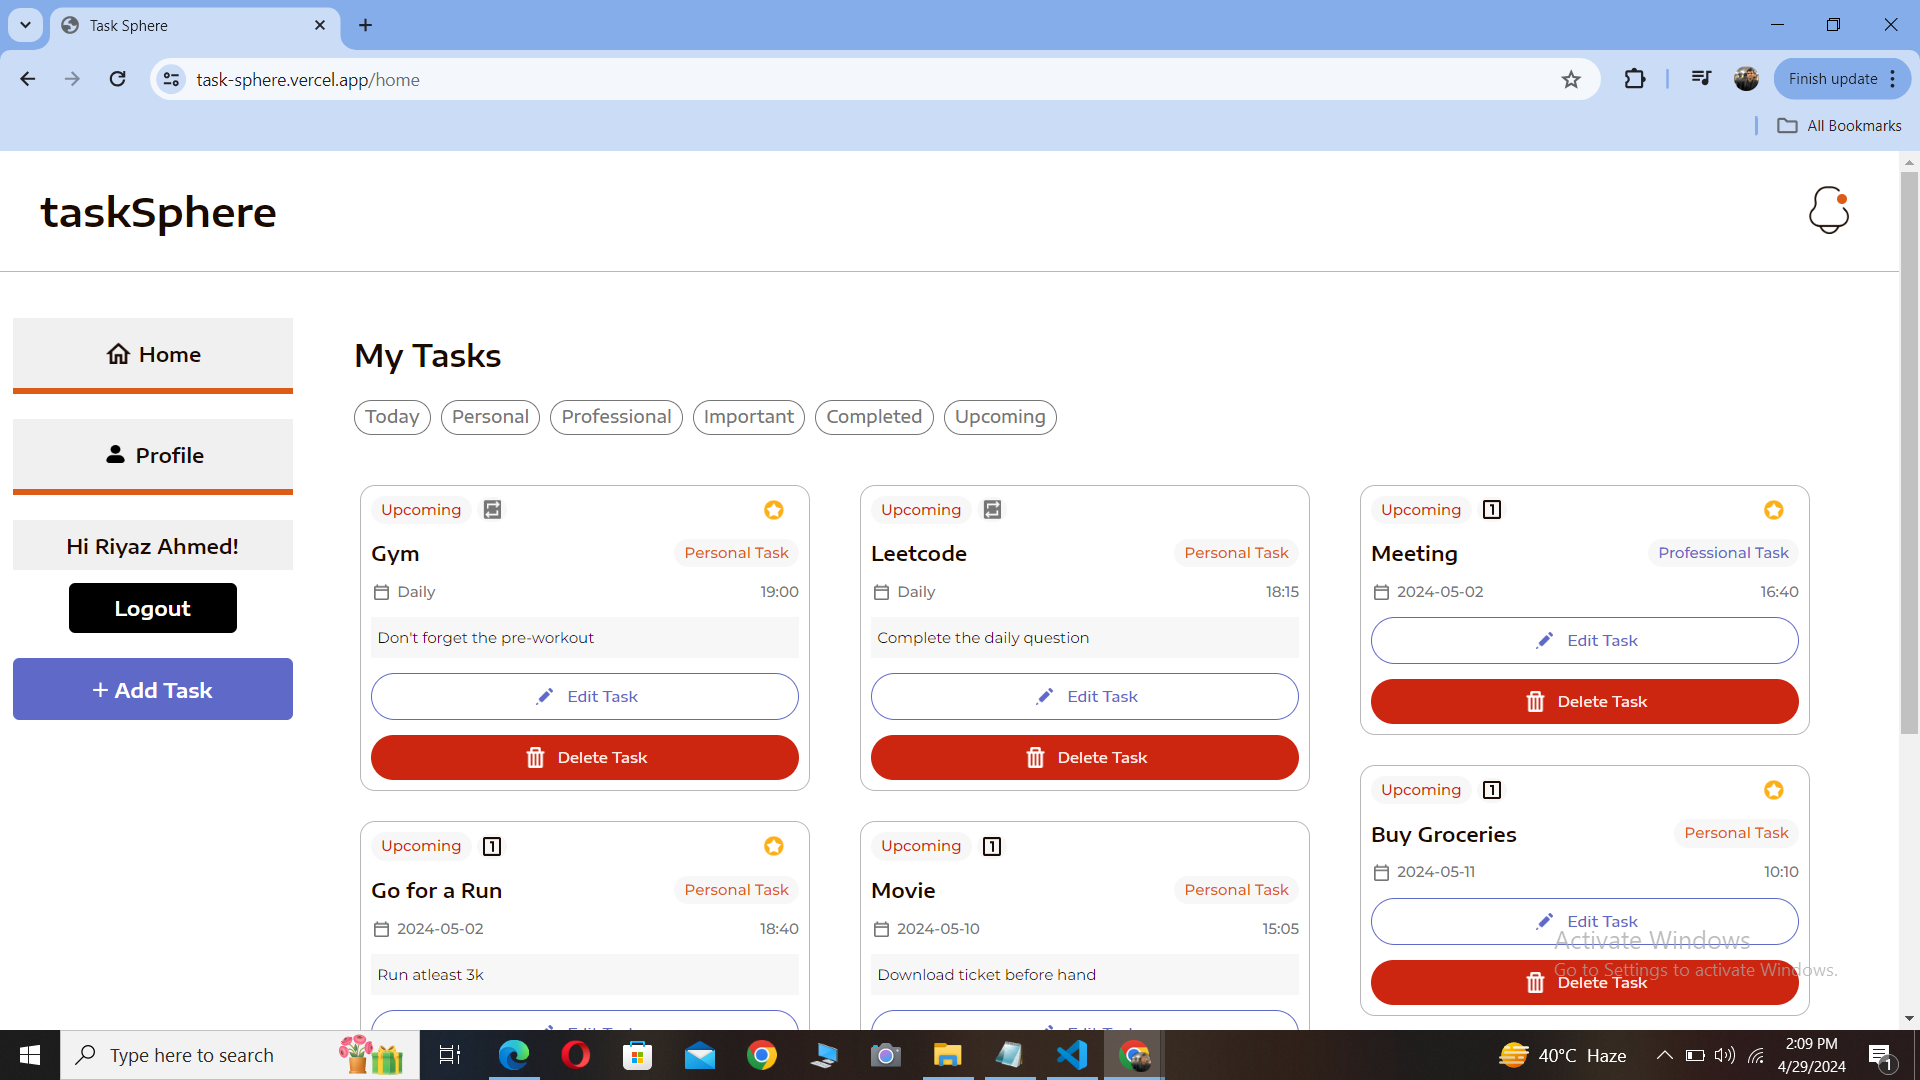 Task Sphere
task-sphere.vercel.app/home
Finish update
All Bookmarks
taskSphere
Home
Profile
Hi Riyaz Ahmed!
Logout
+ Add Task
My Tasks
Today Personal Professional Important Completed Upcoming
Upcoming
Gym Personal Task
Daily 19:00
Don't forget the pre-workout
Edit Task
Delete Task
Upcoming
Leetcode Personal Task
Daily 18:15
Complete the daily question
Edit Task
Delete Task
Upcoming 1
Meeting Professional Task
2024-05-02 16:40
Edit Task
Delete Task
Upcoming 1
Go for a Run Personal Task
2024-05-02 18:40
Run atleast 3k
Edit Task
Upcoming 1
Movie Personal Task
2024-05-10 15:05
Download ticket before hand
Edit Task
Upcoming 1
Buy Groceries Personal Task
2024-05-11 10:10
Edit Task
Delete Task
Activate Windows
Go to Settings to activate Windows.
Type here to search
40°C Haze
2:09 PM
4/29/2024
1